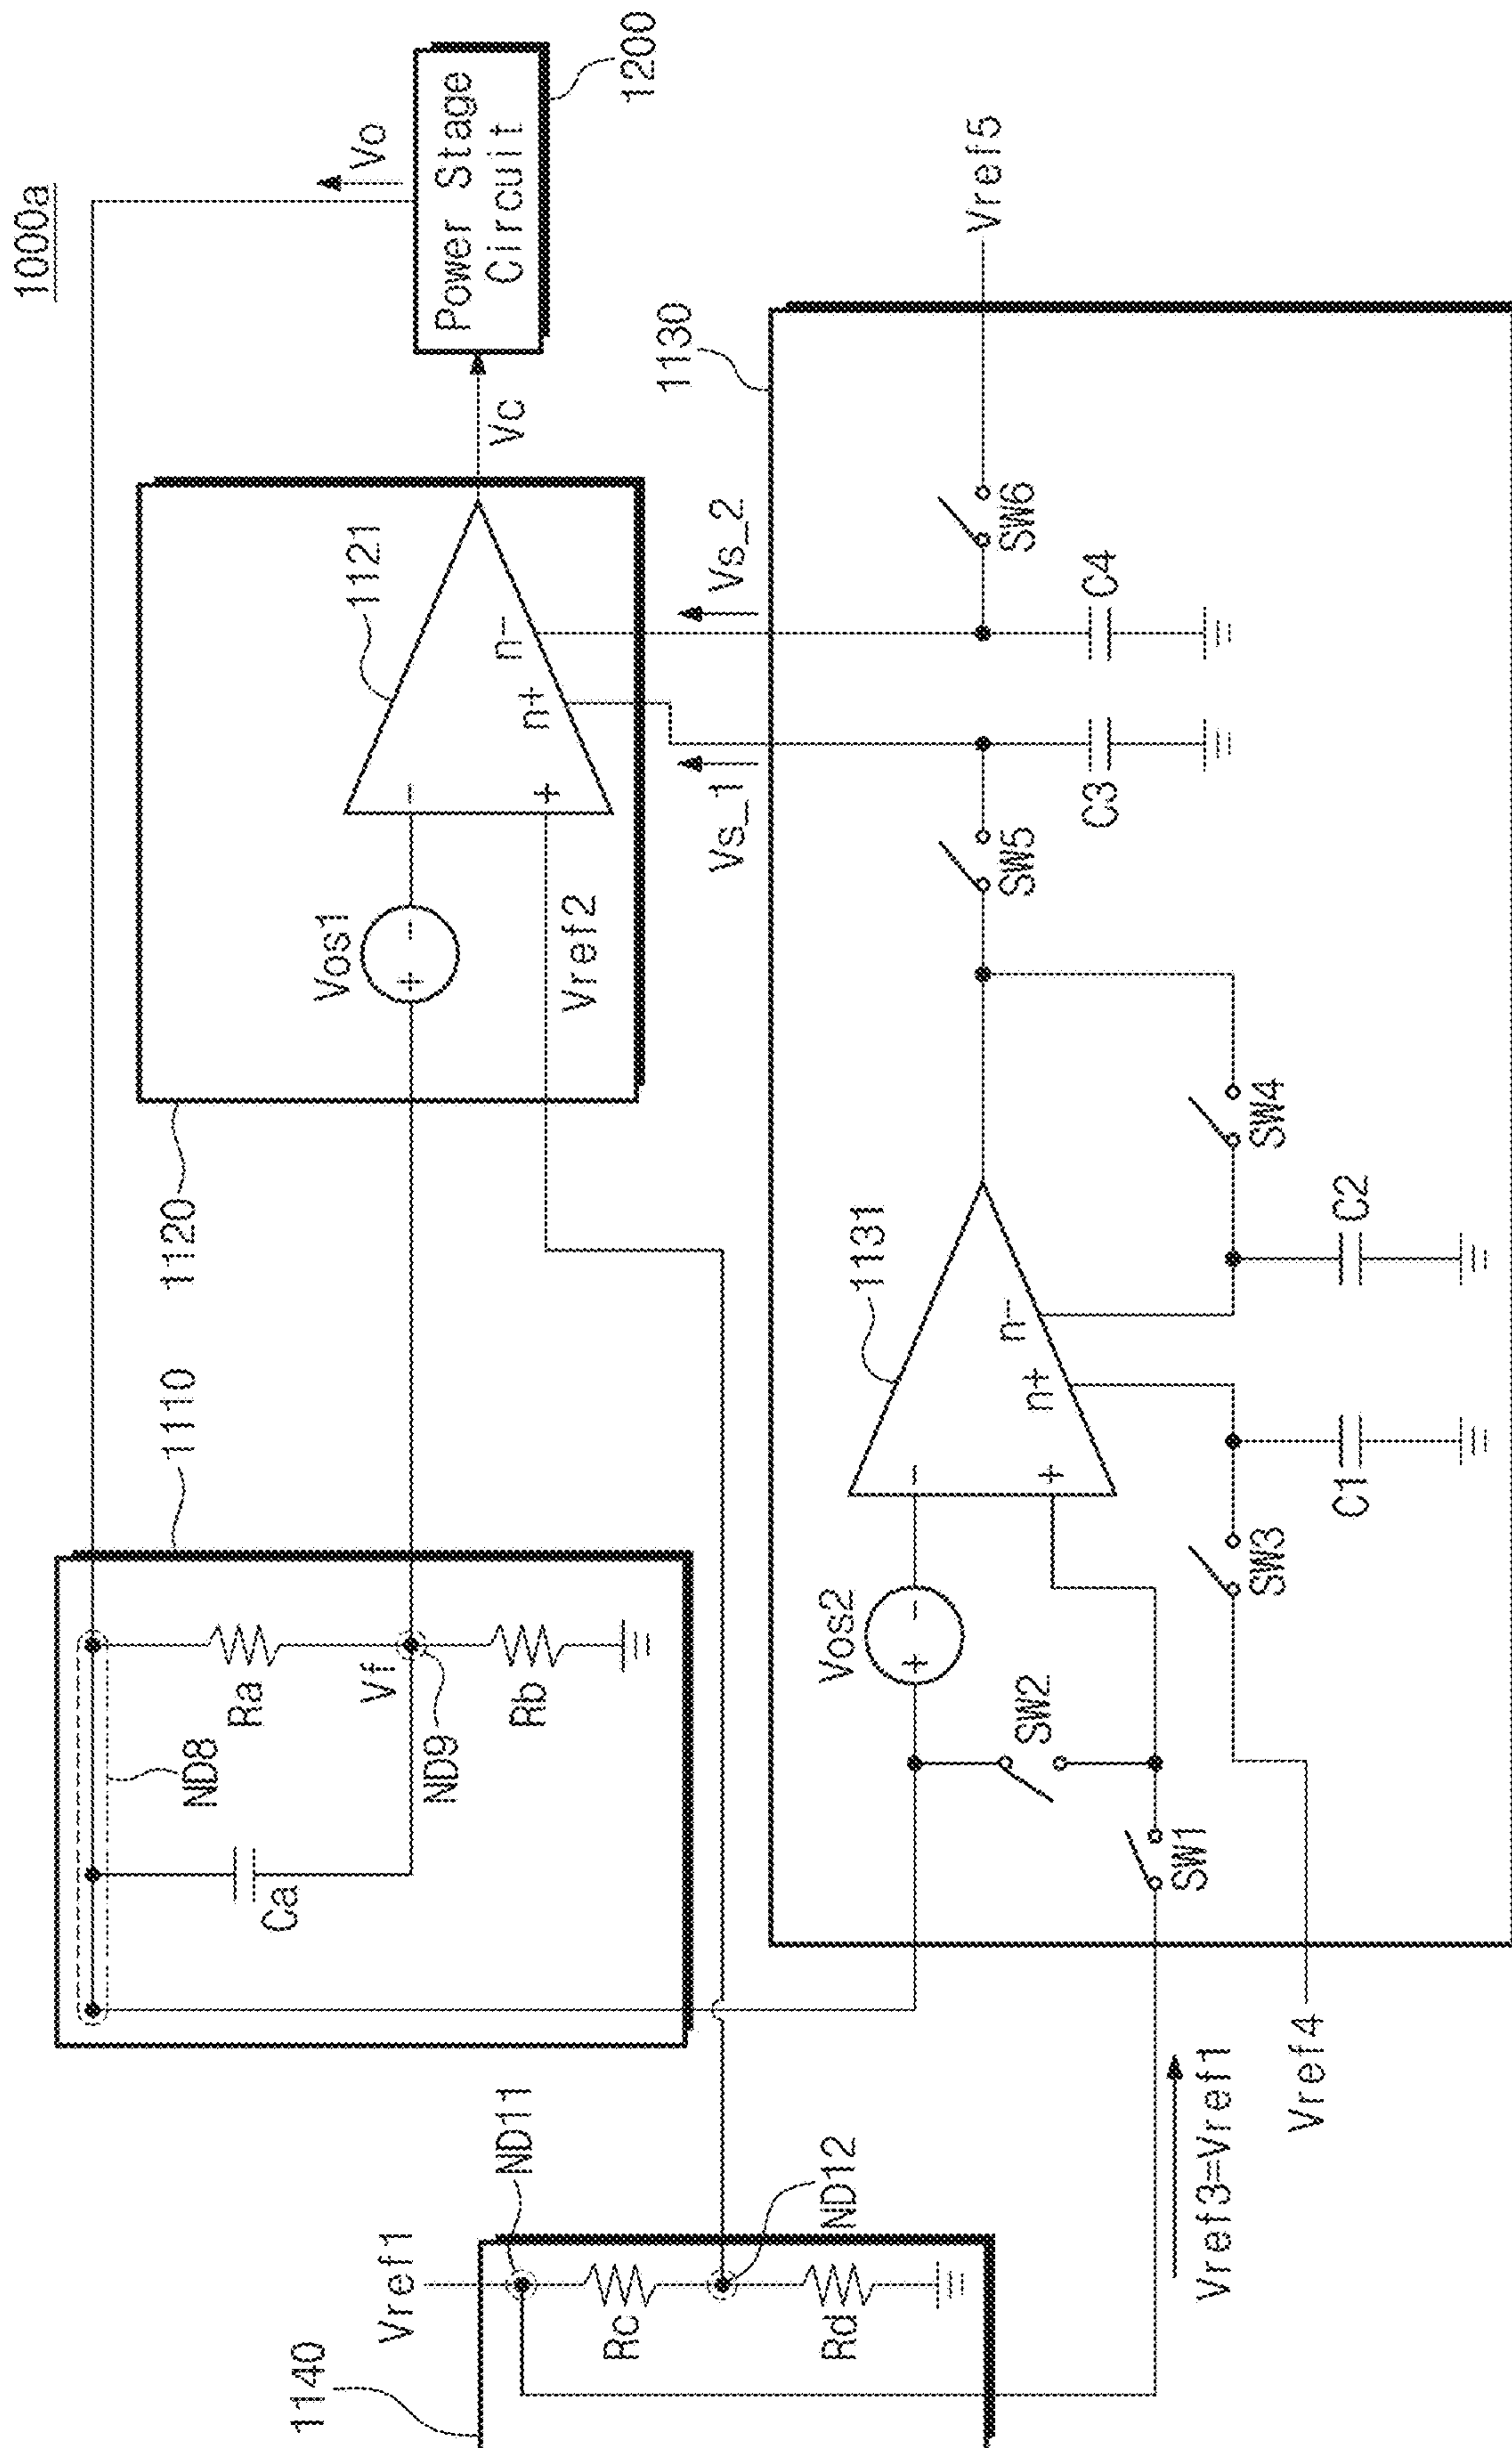 1000a
1140
Vref1
ND11
Rc
ND12
Rd
Vref3=Vref1
Vref4
1110
ND8
Ca
Ra
Vf
ND9
Rb
1120
Vos1
+
-
Vref2
-
+
n+
n-
1121
Vc
Vo
Power Stage
Circuit
1200
Vs_1
Vs_2
1130
SW1
SW2
Vos2
+
-
-
+
n+
n-
1131
SW3
C1
C2
SW4
SW5
C3
C4
SW6
Vref5